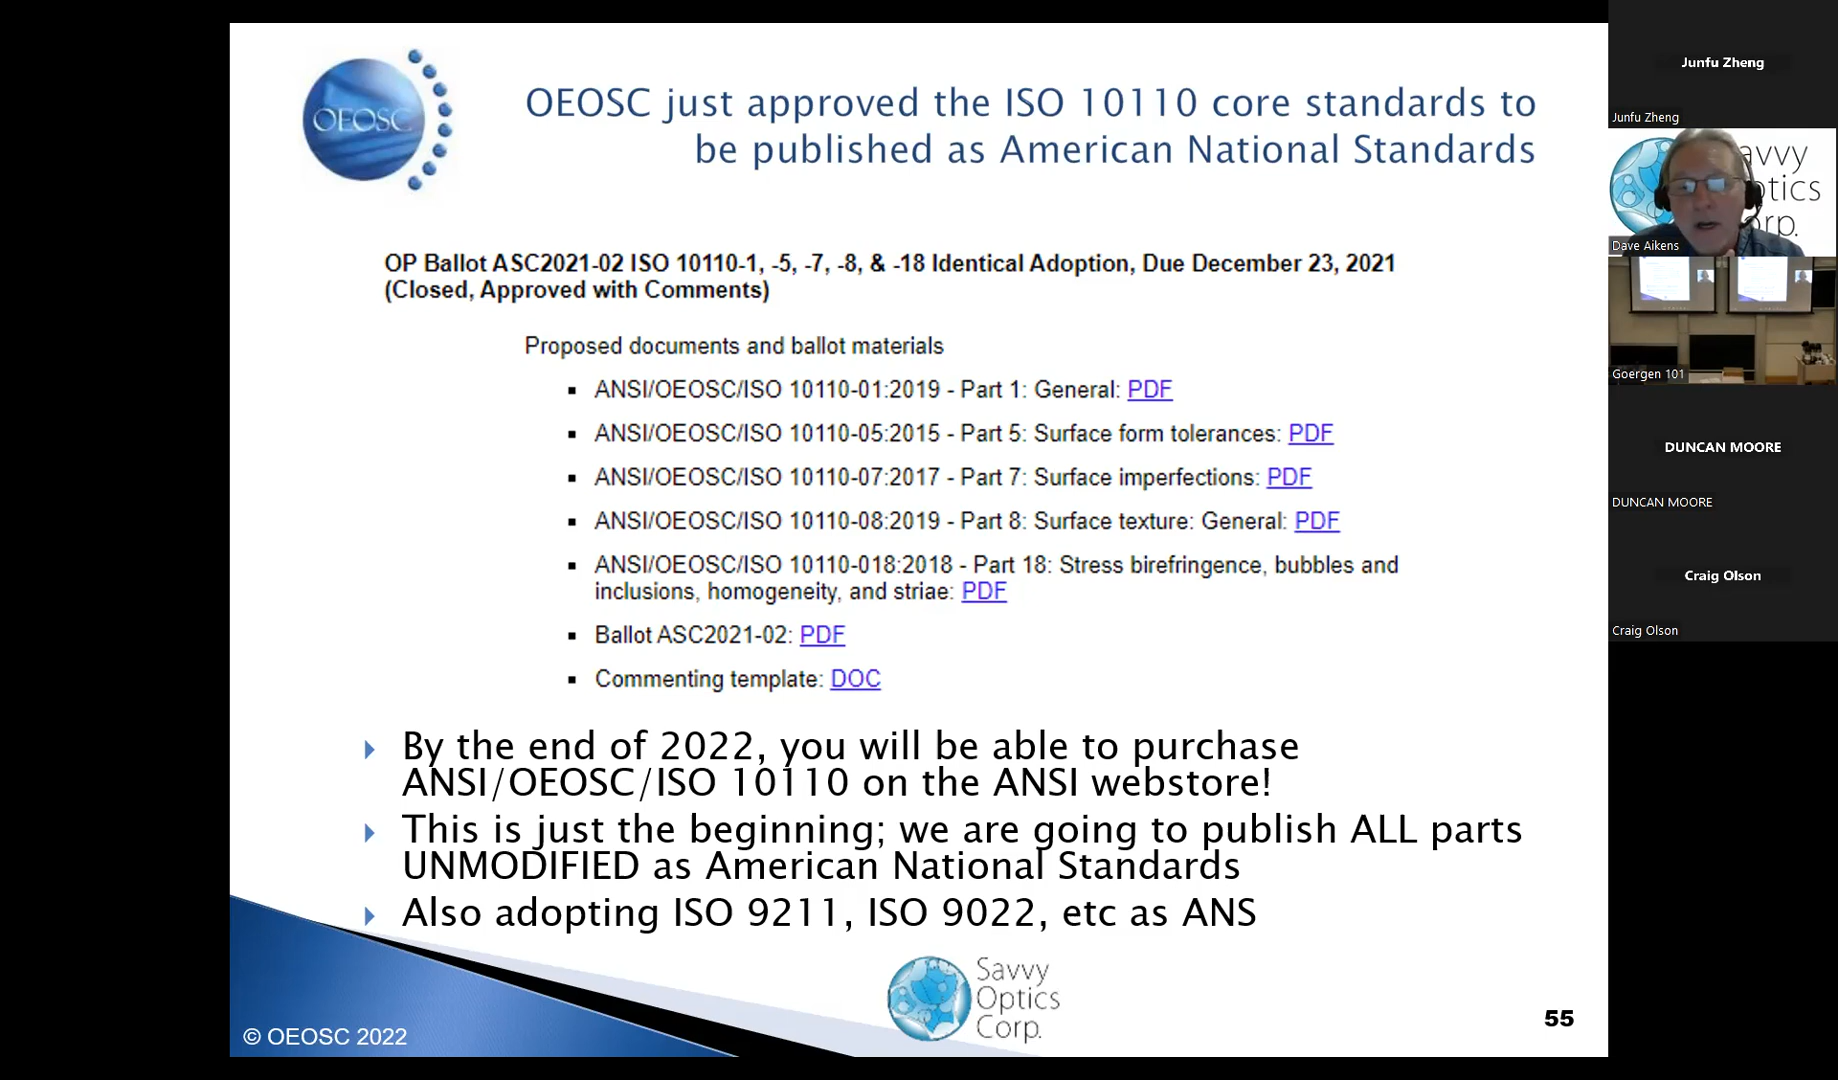 OEOSC
OEOSC just approved the ISO 10110 core standards to
be published as American National Standards
OP Ballot ASC2021-02 ISO 10110-1, -5, -7, -8, & -18 Identical Adoption, Due December 23, 2021
(Closed, Approved with Comments)
Proposed documents and ballot materials
▪ ANSI/OEOSC/ISO 10110-01:2019 - Part 1: General: PDF
▪ ANSI/OEOSC/ISO 10110-05:2015 - Part 5: Surface form tolerances: PDF
▪ ANSI/OEOSC/ISO 10110-07:2017 - Part 7: Surface imperfections: PDF
▪ ANSI/OEOSC/ISO 10110-08:2019 - Part 8: Surface texture: General: PDF
▪ ANSI/OEOSC/ISO 10110-018:2018 - Part 18: Stress birefringence, bubbles and
inclusions, homogeneity, and striae: PDF
▪ Ballot ASC2021-02: PDF
▪ Commenting template: DOC
By the end of 2022, you will be able to purchase
ANSI/OEOSC/ISO 10110 on the ANSI webstore!
This is just the beginning; we are going to publish ALL parts
UNMODIFIED as American National Standards
Also adopting ISO 9211, ISO 9022, etc as ANS
Savvy
Optics
Corp.
© OEOSC 2022
55
Junfu Zheng
Junfu Zheng
avvy
ptics
orp.
Dave Aikens
Goergen 101
DUNCAN MOORE
DUNCAN MOORE
Craig Olson
Craig Olson